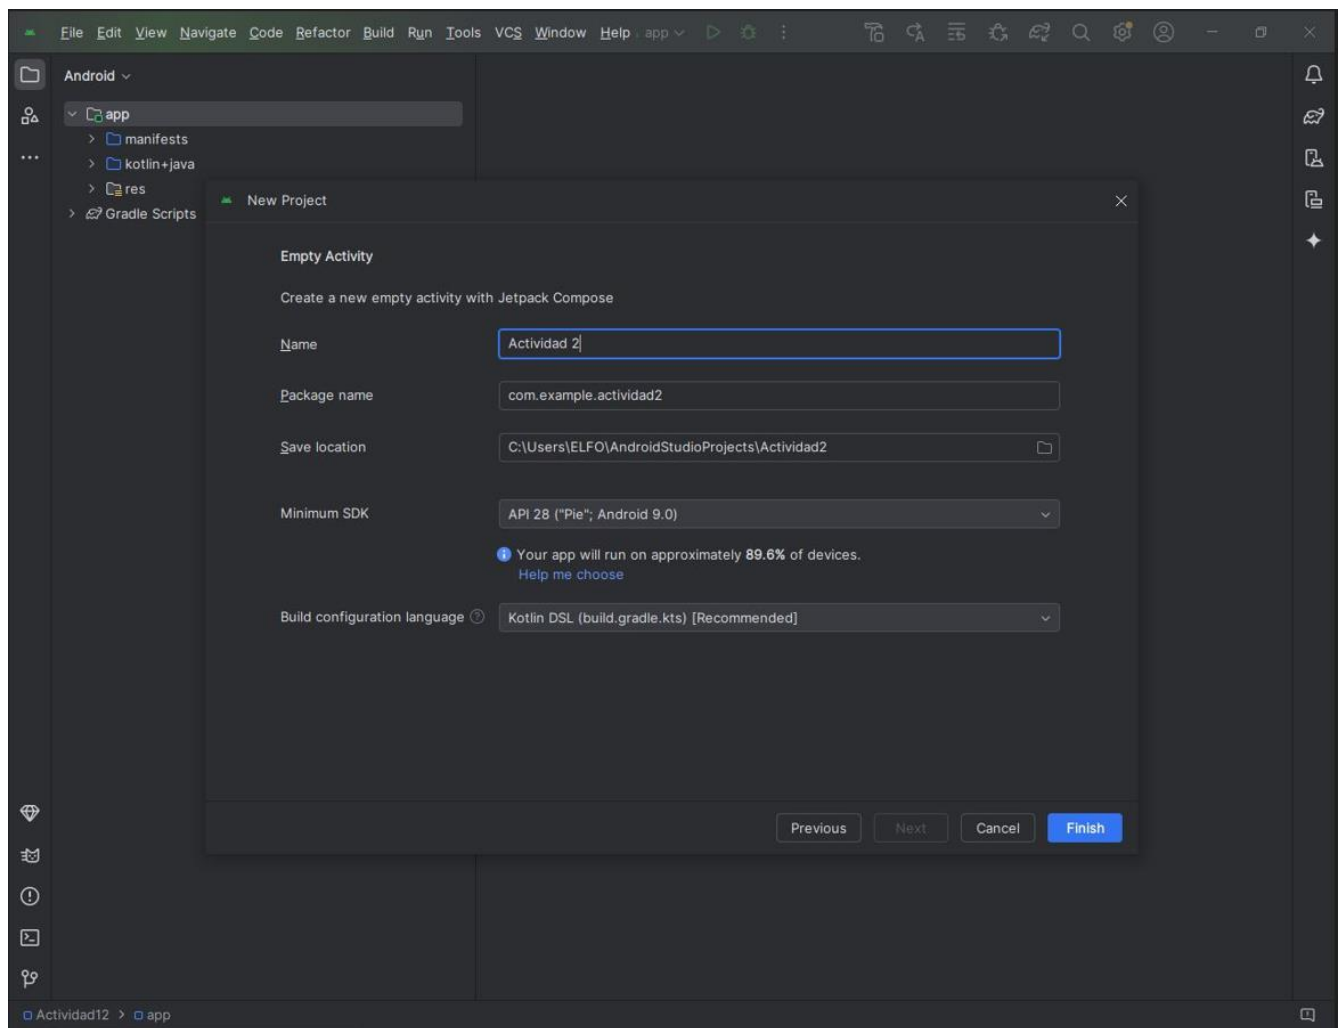 File Edit View Navigate Code Refactor Build Run Tools VCS Window Help app
Android
app
manifests
kotlin+java
res
Gradle Scripts
New Project
Empty Activity
Create a new empty activity with Jetpack Compose
Name Actividad 2
Package name com.example.actividad2
Save location C:\Users\ELFO\AndroidStudioProjects\Actividad2
Minimum SDK API 28 ("Pie"; Android 9.0)
Your app will run on approximately 89.6% of devices.
Help me choose
Build configuration language Kotlin DSL (build.gradle.kts) [Recommended]
Previous Next Cancel Finish
Actividad12 > app